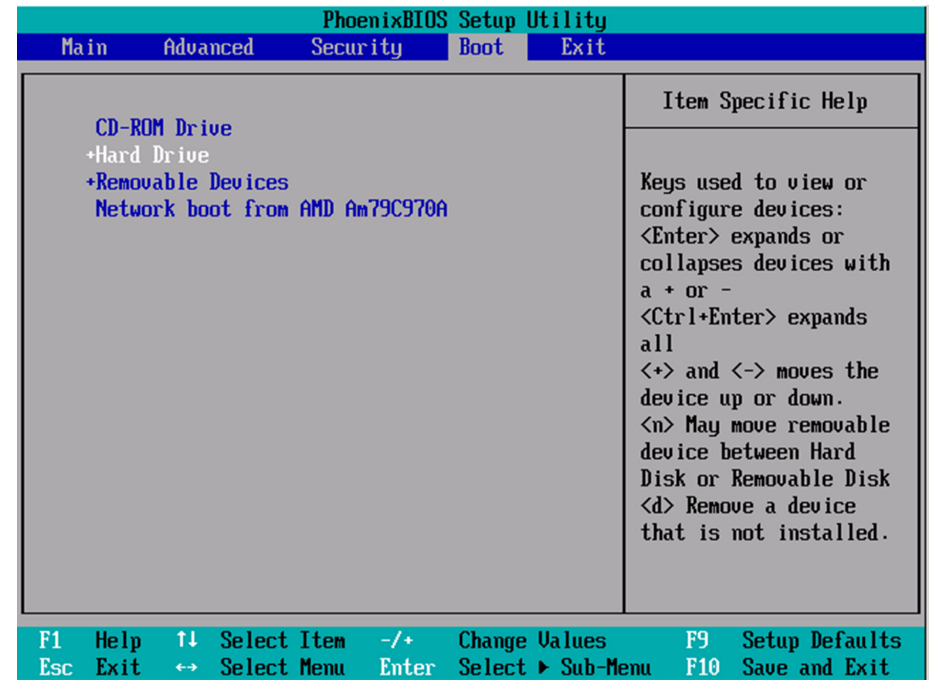 PhoenixBIOS Setup Utility
Main Advanced Security Boot Exit
CD-ROM Drive
+Hard Drive
+Removable Devices
Network boot from AMD Am79C970A
Item Specific Help
Keys used to view or
configure devices:
<Enter> expands or
collapses devices with
a + or -
<Ctrl+Enter> expands
all
<+> and <-> moves the
device up or down.
<n> May move removable
device between Hard
Disk or Removable Disk
<d> Remove a device
that is not installed.
F1 Help ↑↓ Select Item -/+ Change Values F9 Setup Defaults
Esc Exit ↔ Select Menu Enter Select ▶ Sub-Menu F10 Save and Exit